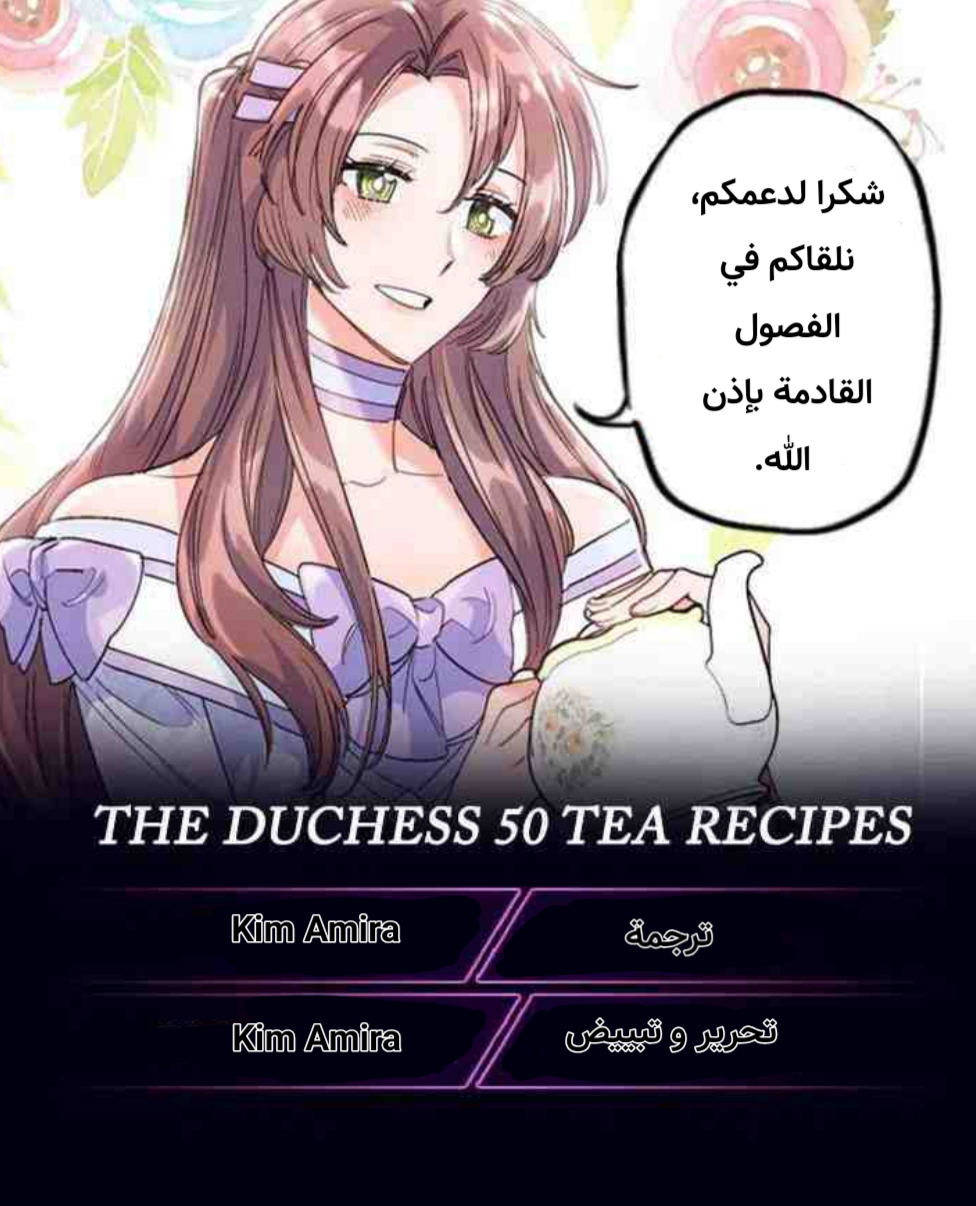 شكرا لدعمكم،
نلقاكم في
الفصول
القادمة بإذن
الله.
THE DUCHESS 50 TEA RECIPES
ترجمة
Kim Amira
تحرير و تبييض
Kim Amira